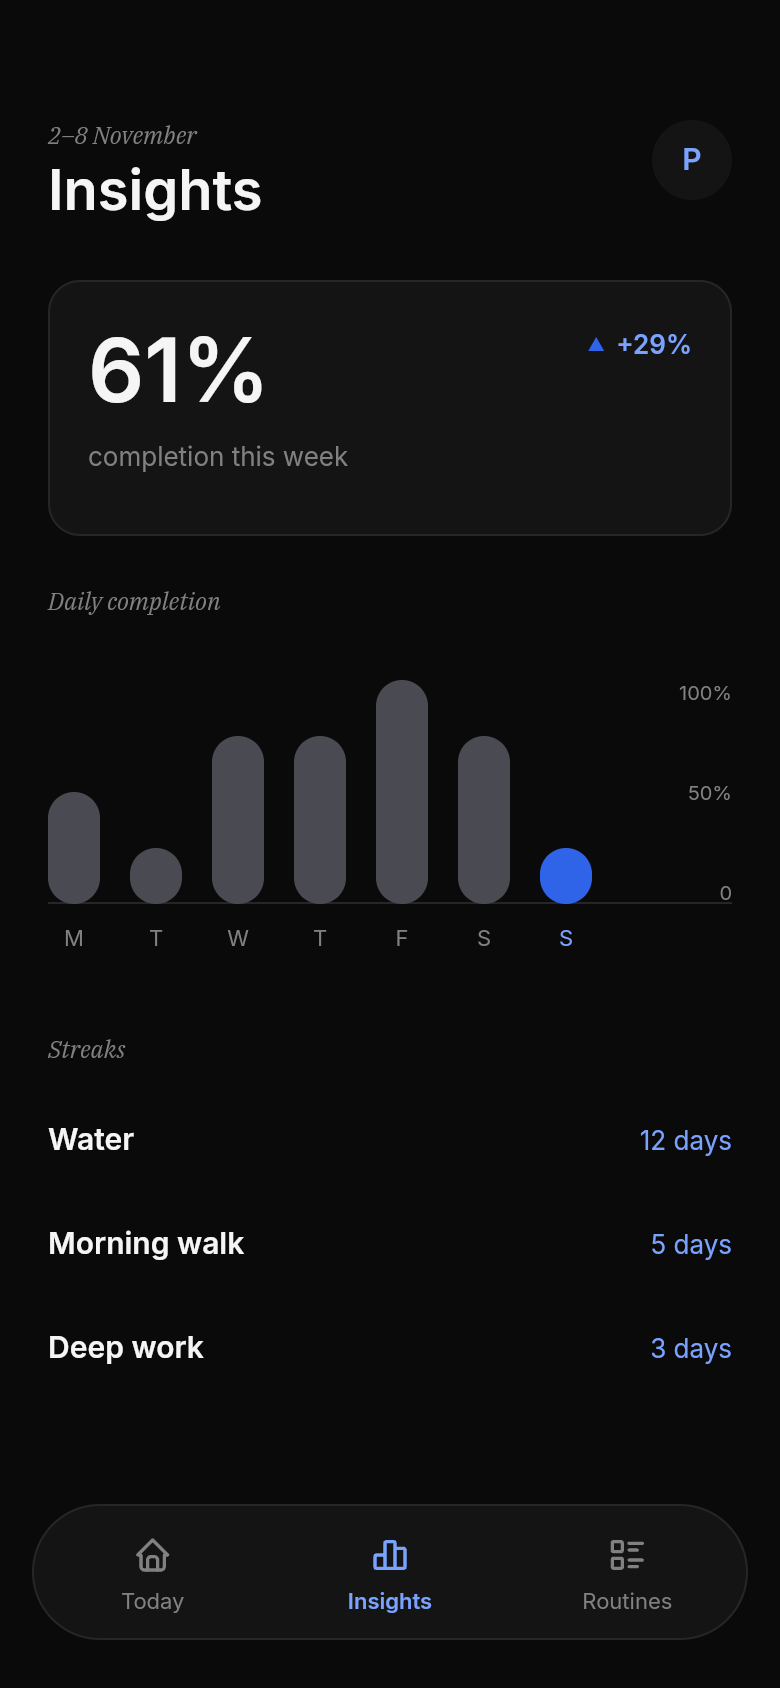 2–8 November
Insights
P
61%
▲ +29%
completion this week
Daily completion
100%
50%
0
M T W T F S S
Streaks
Water 12 days
Morning walk 5 days
Deep work 3 days
Today Insights Routines